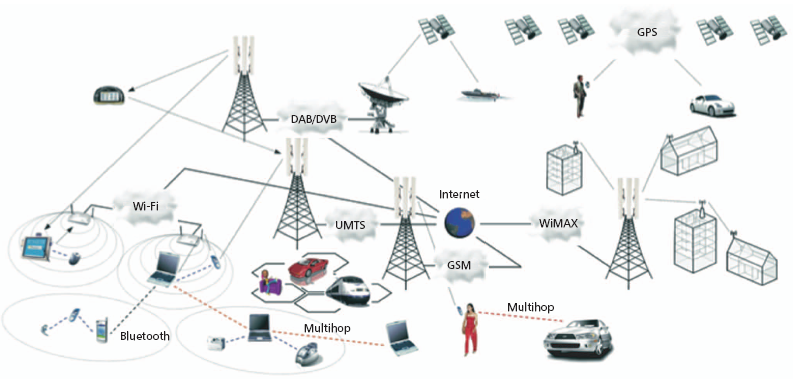 GPS
DAB/DVB
Internet
Wi-Fi
UMTS
WiMAX
GSM
Multihop
Bluetooth
Multihop